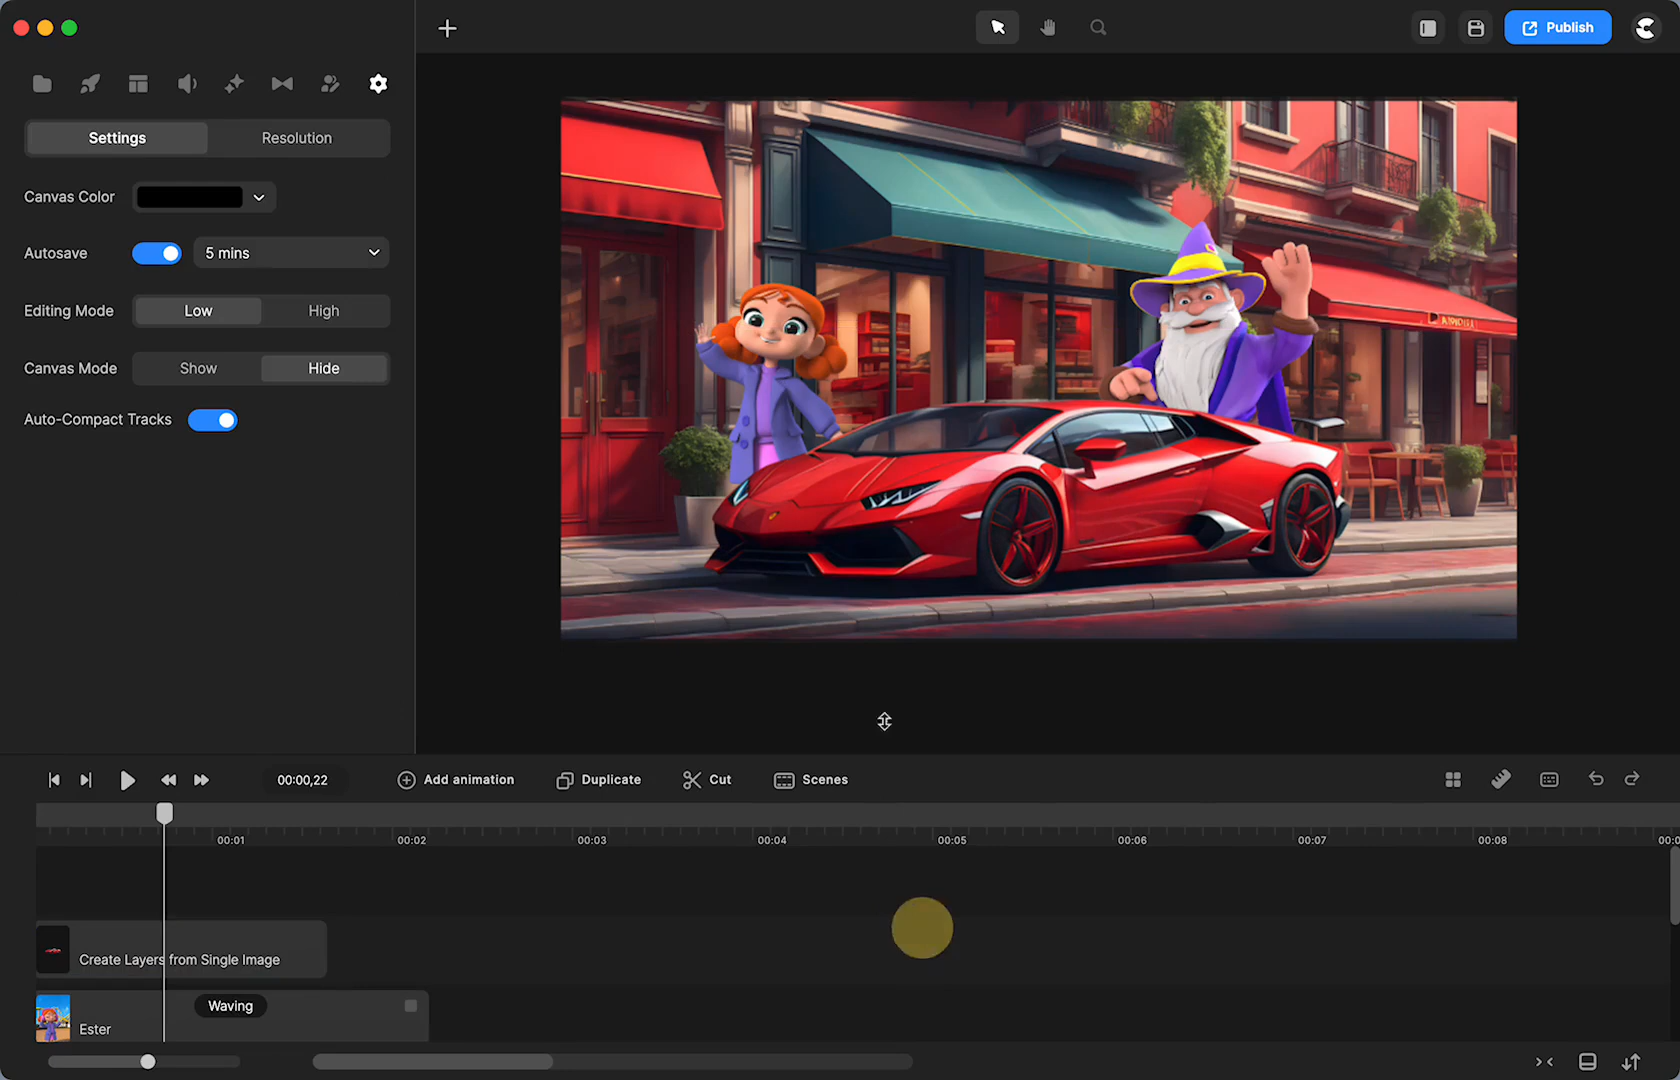 Publish
Settings
Resolution
Canvas Color
Autosave
5 mins
Editing Mode
Low
High
Canvas Mode
Show
Hide
Auto-Compact Tracks
00:00,22
Add animation
Duplicate
Cut
Scenes
00:01
00:02
00:03
00:04
00:05
00:06
00:07
00:08
Create Layers from Single Image
Waving
Ester